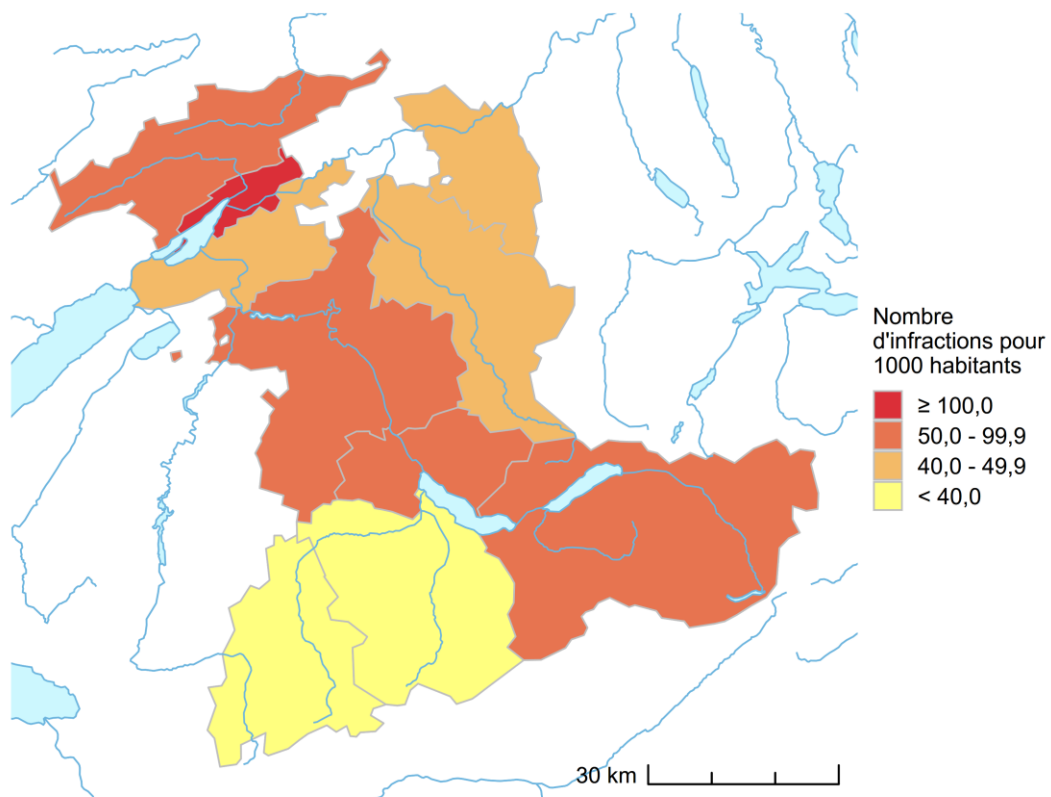 Nombre
d'infractions pour
1000 habitants
≥ 100,0
50,0 - 99,9
40,0 - 49,9
< 40,0
30 km